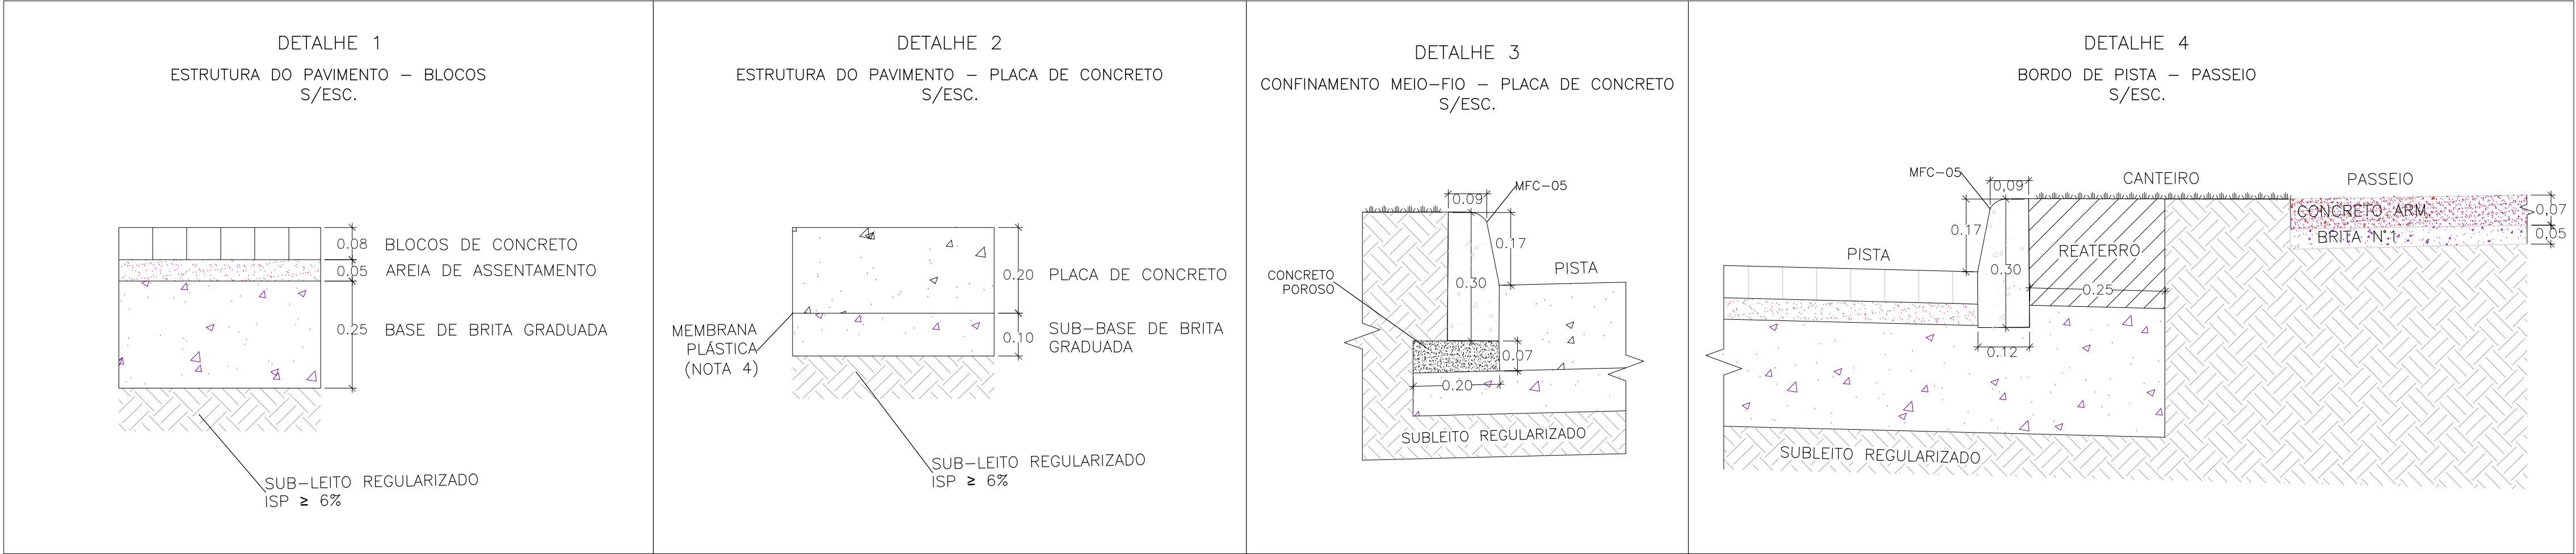 DETALHE 1
ESTRUTURA DO PAVIMENTO - BLOCOS
S/ESC.
0.08 BLOCOS DE CONCRETO
0.05 AREIA DE ASSENTAMENTO
0.25 BASE DE BRITA GRADUADA
SUB-LEITO REGULARIZADO
ISP ≥ 6%
DETALHE 2
ESTRUTURA DO PAVIMENTO - PLACA DE CONCRETO
S/ESC.
0.20 PLACA DE CONCRETO
MEMBRANA
PLÁSTICA
(NOTA 4)
0.10 SUB-BASE DE BRITA
GRADUADA
SUB-LEITO REGULARIZADO
ISP ≥ 6%
DETALHE 3
CONFINAMENTO MEIO-FIO - PLACA DE CONCRETO
S/ESC.
MFC-05
0.09
0.17
PISTA
CONCRETO
POROSO
0.30
0.07
0.20
SUBLEITO REGULARIZADO
DETALHE 4
BORDO DE PISTA - PASSEIO
S/ESC.
MFC-05
0,09
CANTEIRO
PASSEIO
CONCRETO ARM.
0,07
0.17
BRITA N°1
0,05
PISTA
REATERRO
0.30
0.25
0.12
SUBLEITO REGULARIZADO